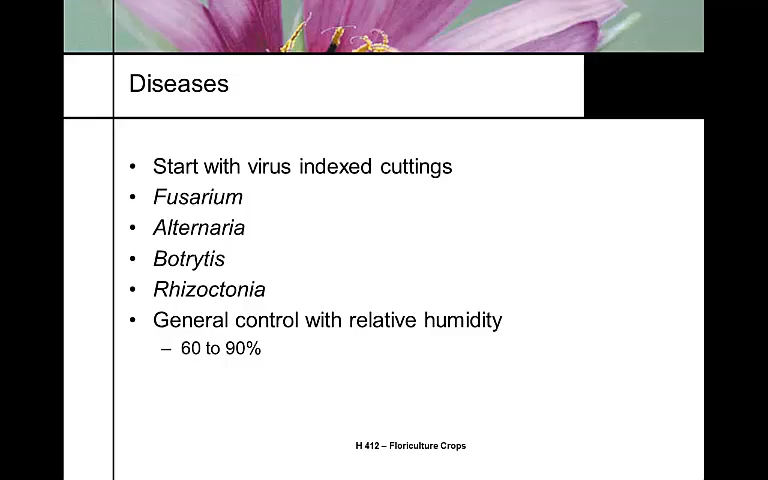 Diseases
• Start with virus indexed cuttings
• Fusarium
• Alternaria
• Botrytis
• Rhizoctonia
• General control with relative humidity
– 60 to 90%
H 412 – Floriculture Crops